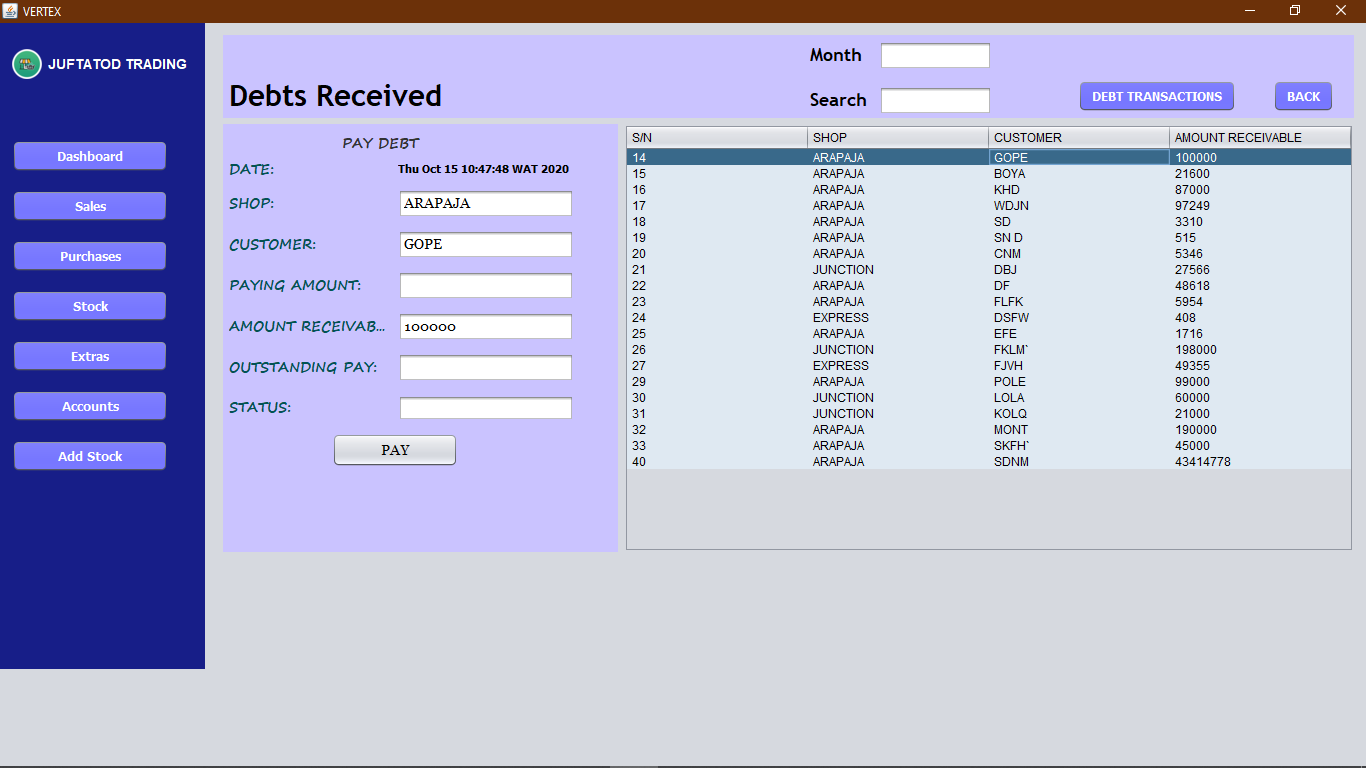 VERTEX
JUFTATOD TRADING
Dashboard
Sales
Purchases
Stock
Extras
Accounts
Add Stock
Debts Received
Month
Search
DEBT TRANSACTIONS BACK
PAY DEBT
DATE: Thu Oct 15 10:47:48 WAT 2020
SHOP: ARAPAJA
CUSTOMER: GOPE
PAYING AMOUNT:
AMOUNT RECEIVAB... 100000
OUTSTANDING PAY:
STATUS:
PAY
S/N SHOP CUSTOMER AMOUNT RECEIVABLE
14 ARAPAJA GOPE 100000
15 ARAPAJA BOYA 21600
16 ARAPAJA KHD 87000
17 ARAPAJA WDJN 97249
18 ARAPAJA SD 3310
19 ARAPAJA SN D 515
20 ARAPAJA CNM 5346
21 JUNCTION DBJ 27566
22 ARAPAJA DF 48618
23 ARAPAJA FLFK 5954
24 EXPRESS DSFW 408
25 ARAPAJA EFE 1716
26 JUNCTION FKLM` 198000
27 EXPRESS FJVH 49355
29 ARAPAJA POLE 99000
30 JUNCTION LOLA 60000
31 JUNCTION KOLQ 21000
32 ARAPAJA MONT 190000
33 ARAPAJA SKFH` 45000
40 ARAPAJA SDNM 43414778